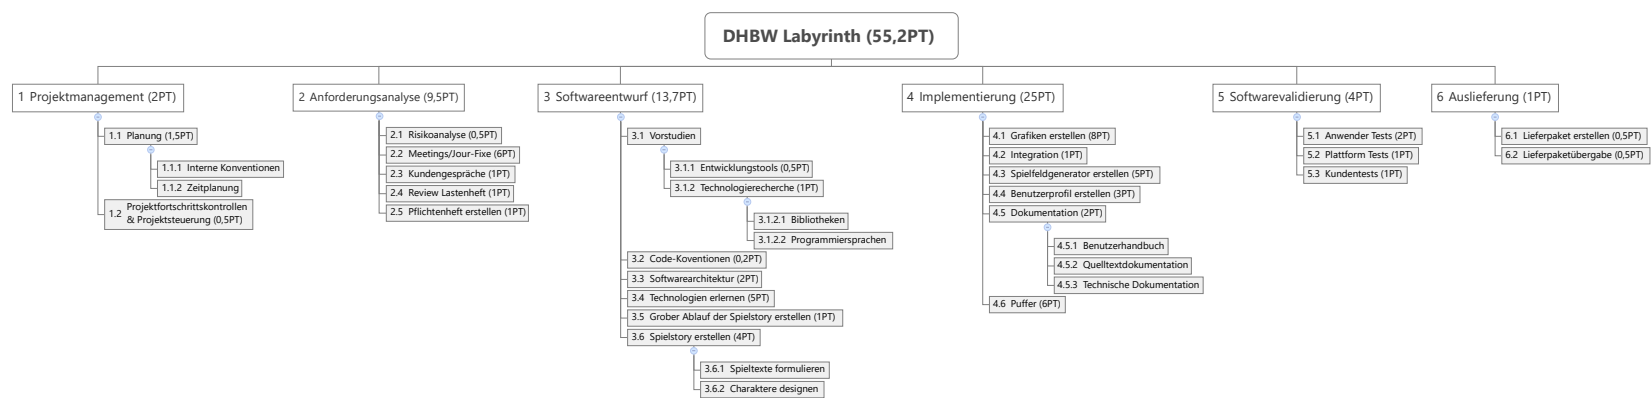 DHBW Labyrinth (55,2PT)
1 Projektmanagement (2PT)
1.1 Planung (1,5PT)
1.1.1 Interne Konventionen
1.1.2 Zeitplanung
1.2 Projektfortschrittskontrollen
& Projektsteuerung (0,5PT)
2 Anforderungsanalyse (9,5PT)
2.1 Risikoanalyse (0,5PT)
2.2 Meetings/Jour-Fixe (6PT)
2.3 Kundengespräche (1PT)
2.4 Review Lastenheft (1PT)
2.5 Pflichtenheft erstellen (1PT)
3 Softwareentwurf (13,7PT)
3.1 Vorstudien
3.1.1 Entwicklungstools (0,5PT)
3.1.2 Technologierecherche (1PT)
3.1.2.1 Bibliotheken
3.1.2.2 Programmiersprachen
3.2 Code-Koventionen (0,2PT)
3.3 Softwarearchitektur (2PT)
3.4 Technologien erlernen (5PT)
3.5 Grober Ablauf der Spielstory erstellen (1PT)
3.6 Spielstory erstellen (4PT)
3.6.1 Spieltexte formulieren
3.6.2 Charaktere designen
4 Implementierung (25PT)
4.1 Grafiken erstellen (8PT)
4.2 Integration (1PT)
4.3 Spielfeldgenerator erstellen (5PT)
4.4 Benutzerprofil erstellen (3PT)
4.5 Dokumentation (2PT)
4.5.1 Benutzerhandbuch
4.5.2 Quelltextdokumentation
4.5.3 Technische Dokumentation
4.6 Puffer (6PT)
5 Softwarevalidierung (4PT)
5.1 Anwender Tests (2PT)
5.2 Plattform Tests (1PT)
5.3 Kundentests (1PT)
6 Auslieferung (1PT)
6.1 Lieferpaket erstellen (0,5PT)
6.2 Lieferpaketübergabe (0,5PT)